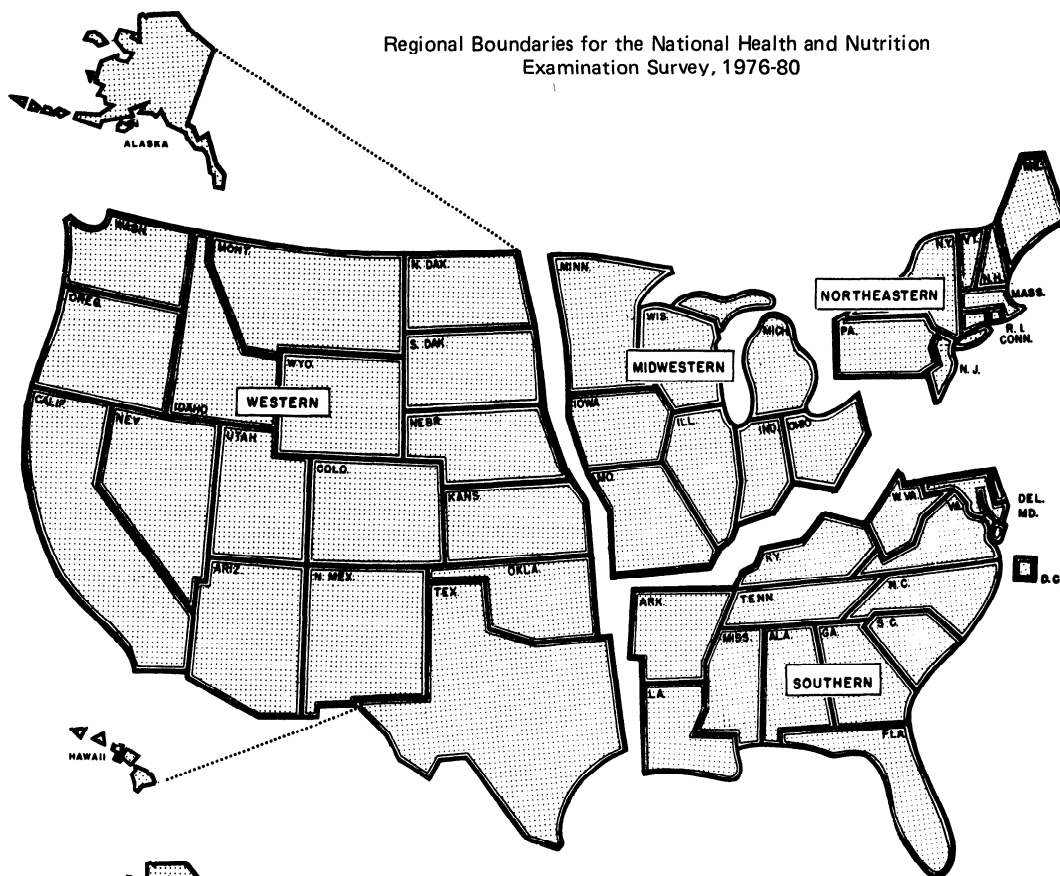 Regional Boundaries for the National Health and Nutrition
Examination Survey, 1976-80
ALASKA
WASH.
OREG.
MONT.
IDAHO
WYO.
N. DAK.
S. DAK.
NEBR.
WESTERN
CALIF.
NEV.
UTAH
COLO.
KANS.
ARIZ.
N. MEX.
TEX.
OKLA.
HAWAII
MINN.
WIS.
MICH.
MIDWESTERN
IOWA
ILL.
IND.
OHIO
MO.
ME.
N.Y.
VT.
N.H.
NORTHEASTERN
MASS.
R. I.
CONN.
PA.
N. J.
W. VA.
VA.
DEL.
MD.
D.C.
KY.
TENN.
N.C.
S.C.
ARK.
MISS.
ALA.
GA.
SOUTHERN
LA.
FLA.